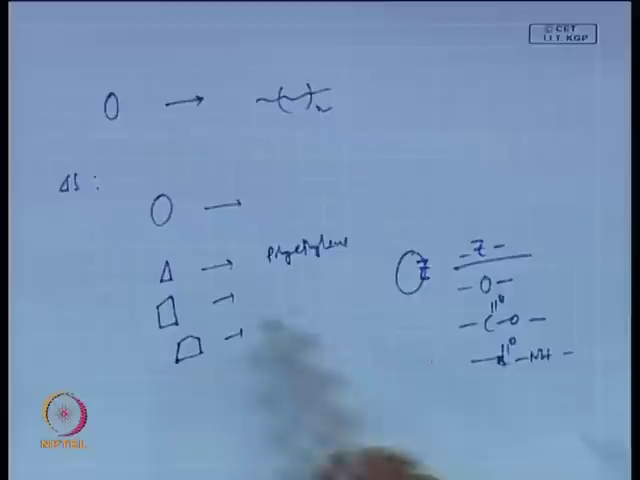 © CET
I.I.T. KGP
ΔS :
Polyethylene
Z
- Z -
- O -
O
- C - O -
O
- NH -
NPTEL